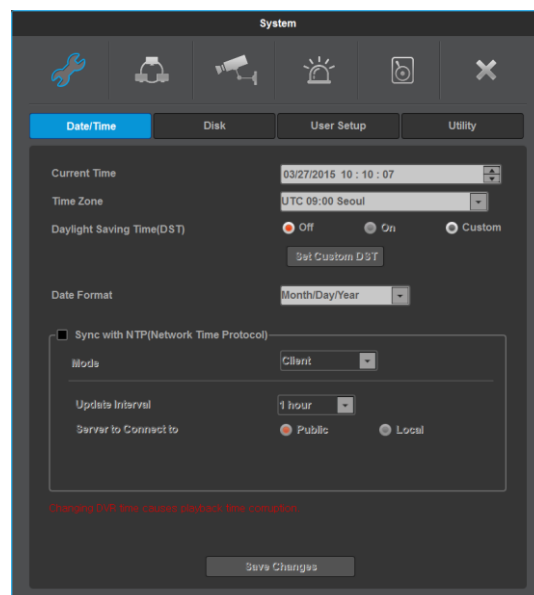 System
Date/Time Disk User Setup Utility
Current Time 03/27/2015 10 : 10 : 07
Time Zone UTC 09:00 Seoul
Daylight Saving Time(DST) Off On Custom
Set Custom DST
Date Format Month/Day/Year
Sync with NTP(Network Time Protocol)
Mode Client
Update Interval 1 hour
Server to Connect to Public Local
Changing DVR time causes playback time corruption.
Save Changes